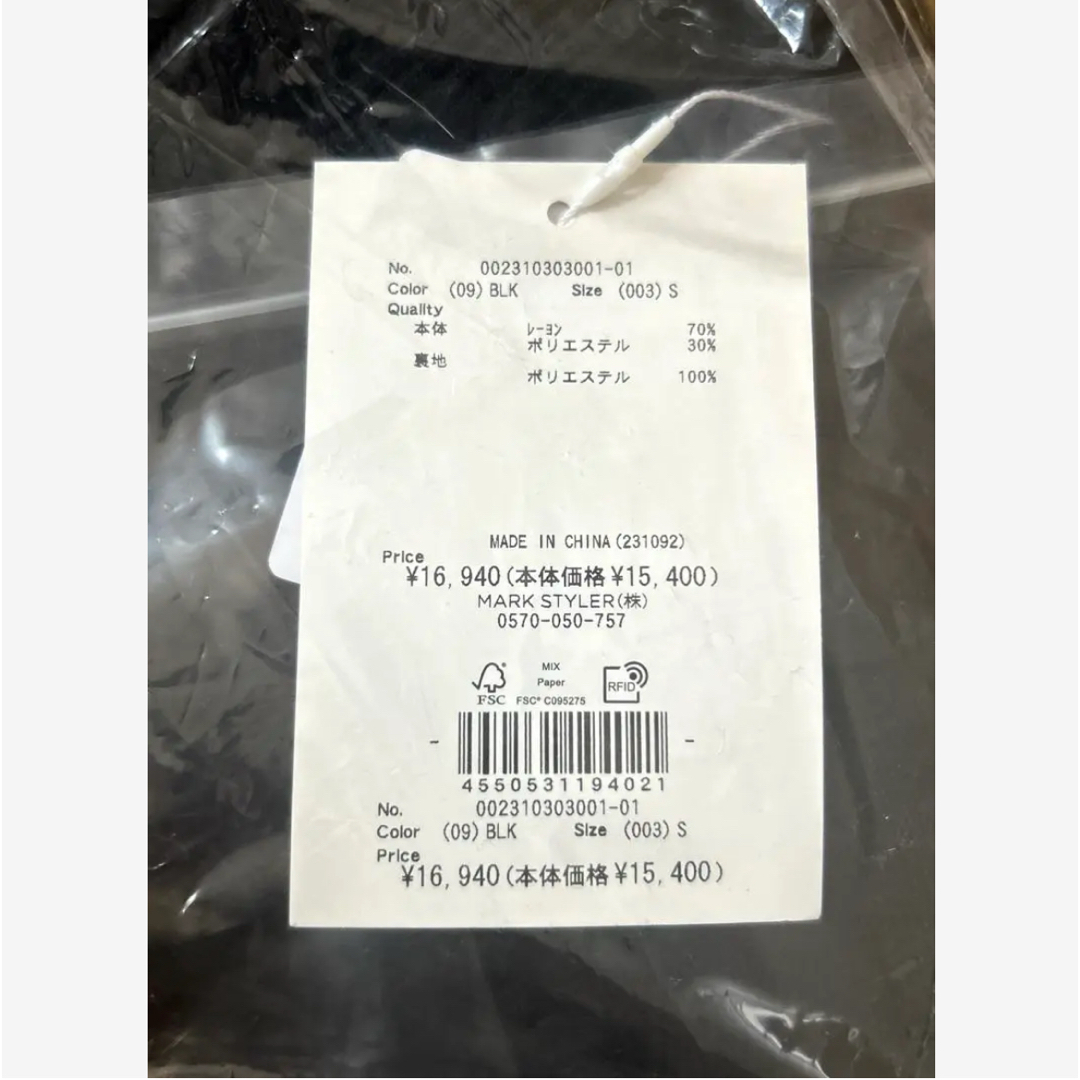 No. 002310303001-01
Color (09) BLK Size (003) S
Quality
本体 レーヨン 70%
ポリエステル 30%
裏地
ポリエステル 100%
MADE IN CHINA (231092)
Price
¥16,940(本体価格¥15,400)
MARK STYLER(株)
0570-050-757
MIX
Paper
FSC® C095275
FSC
RFID
- -
4550531194021
No. 002310303001-01
Color (09) BLK Size (003) S
Price
¥16,940(本体価格¥15,400)